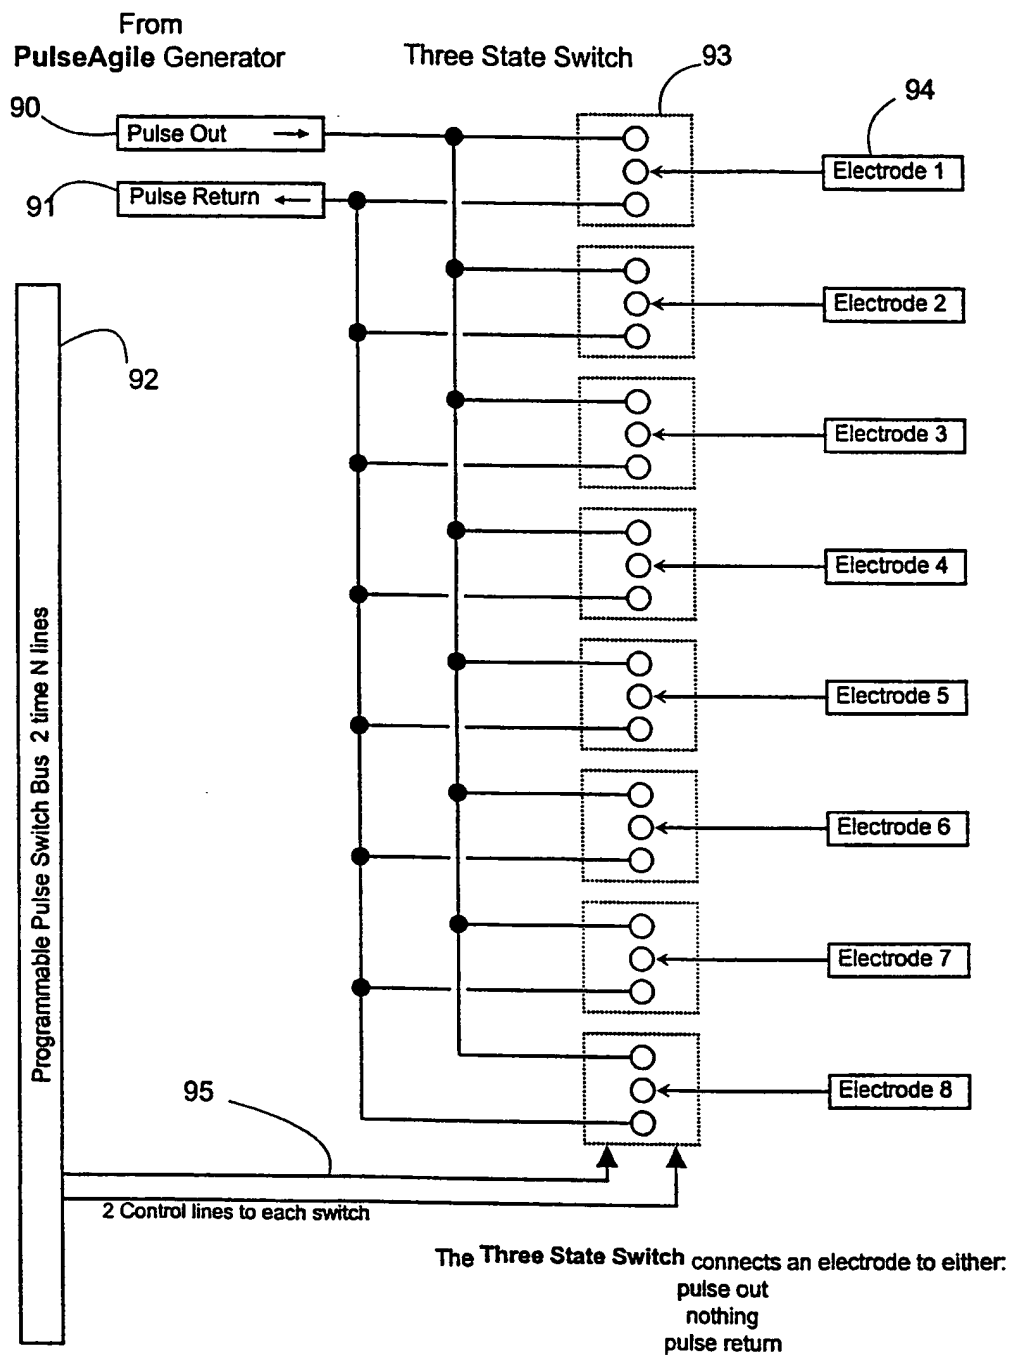 From
PulseAgile Generator
Three State Switch
93
94
90
Pulse Out
Electrode 1
91
Pulse Return
Electrode 2
92
Electrode 3
Electrode 4
Electrode 5
Electrode 6
Electrode 7
Electrode 8
Programmable Pulse Switch Bus 2 time N lines
95
2 Control lines to each switch
The Three State Switch connects an electrode to either:
pulse out
nothing
pulse return